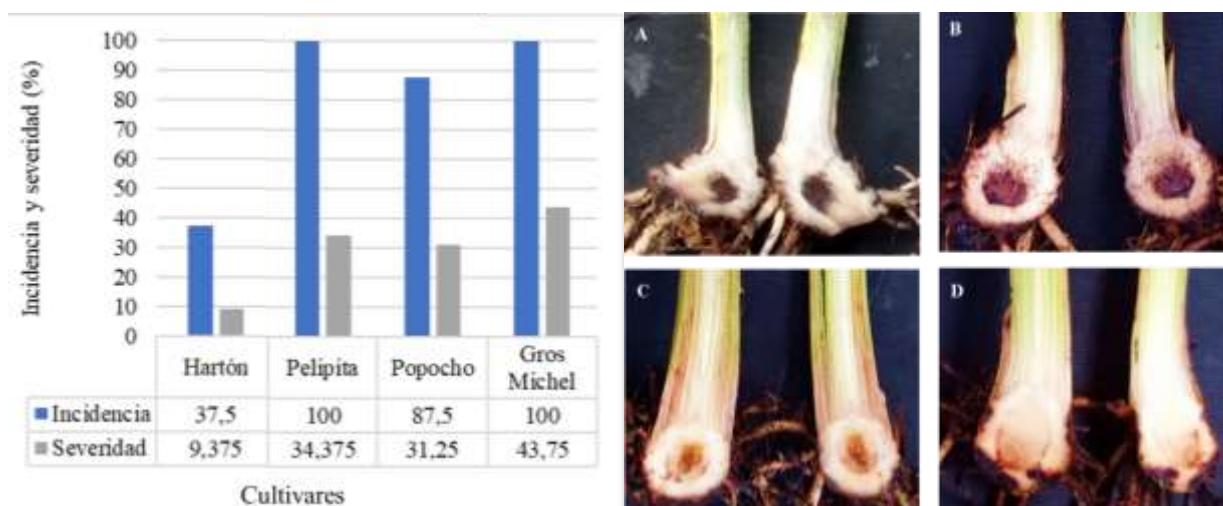 Incidencia y severidad (%)
100
90
80
70
60
50
40
30
20
10
0
Hartón Pelipita Popocho Gros Michel
Incidencia 37,5 100 87,5 100
Severidad 9,375 34,375 31,25 43,75
Cultivares
A
B
C
D